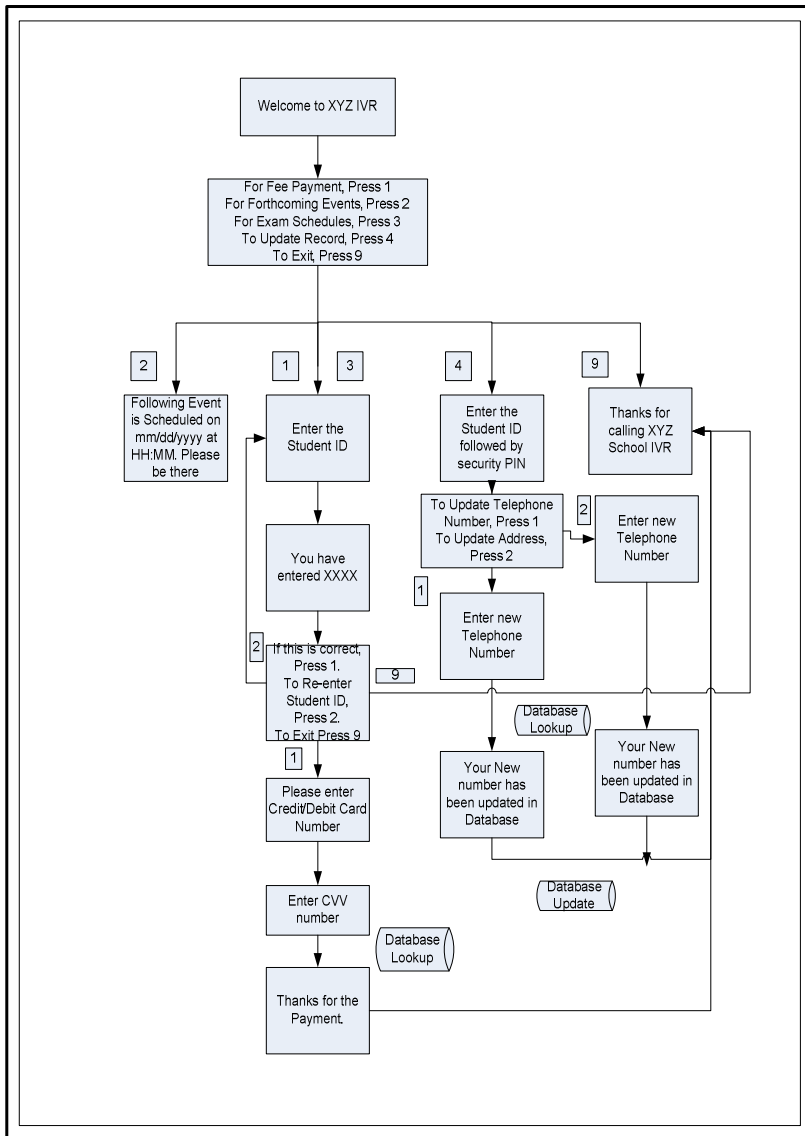 Welcome to XYZ IVR
For Fee Payment, Press 1
For Forthcoming Events, Press 2
For Exam Schedules, Press 3
To Update Record, Press 4
To Exit, Press 9
2
1
3
4
9
Following Event
is Scheduled on
mm/dd/yyyy at
HH:MM. Please
be there
Enter the
Student ID
Enter the
Student ID
followed by
security PIN
Thanks for
calling XYZ
School IVR
To Update Telephone
Number, Press 1
To Update Address,
Press 2
2
Enter new
Telephone
Number
You have
entered XXXX
1
Enter new
Telephone
Number
2
If this is correct,
Press 1.
To Re-enter
Student ID,
Press 2.
To Exit Press 9
9
Database
Lookup
1
Your New
number has
been updated in
Database
Your New
number has
been updated in
Database
Please enter
Credit/Debit Card
Number
Database
Update
Enter CVV
number
Database
Lookup
Thanks for the
Payment.